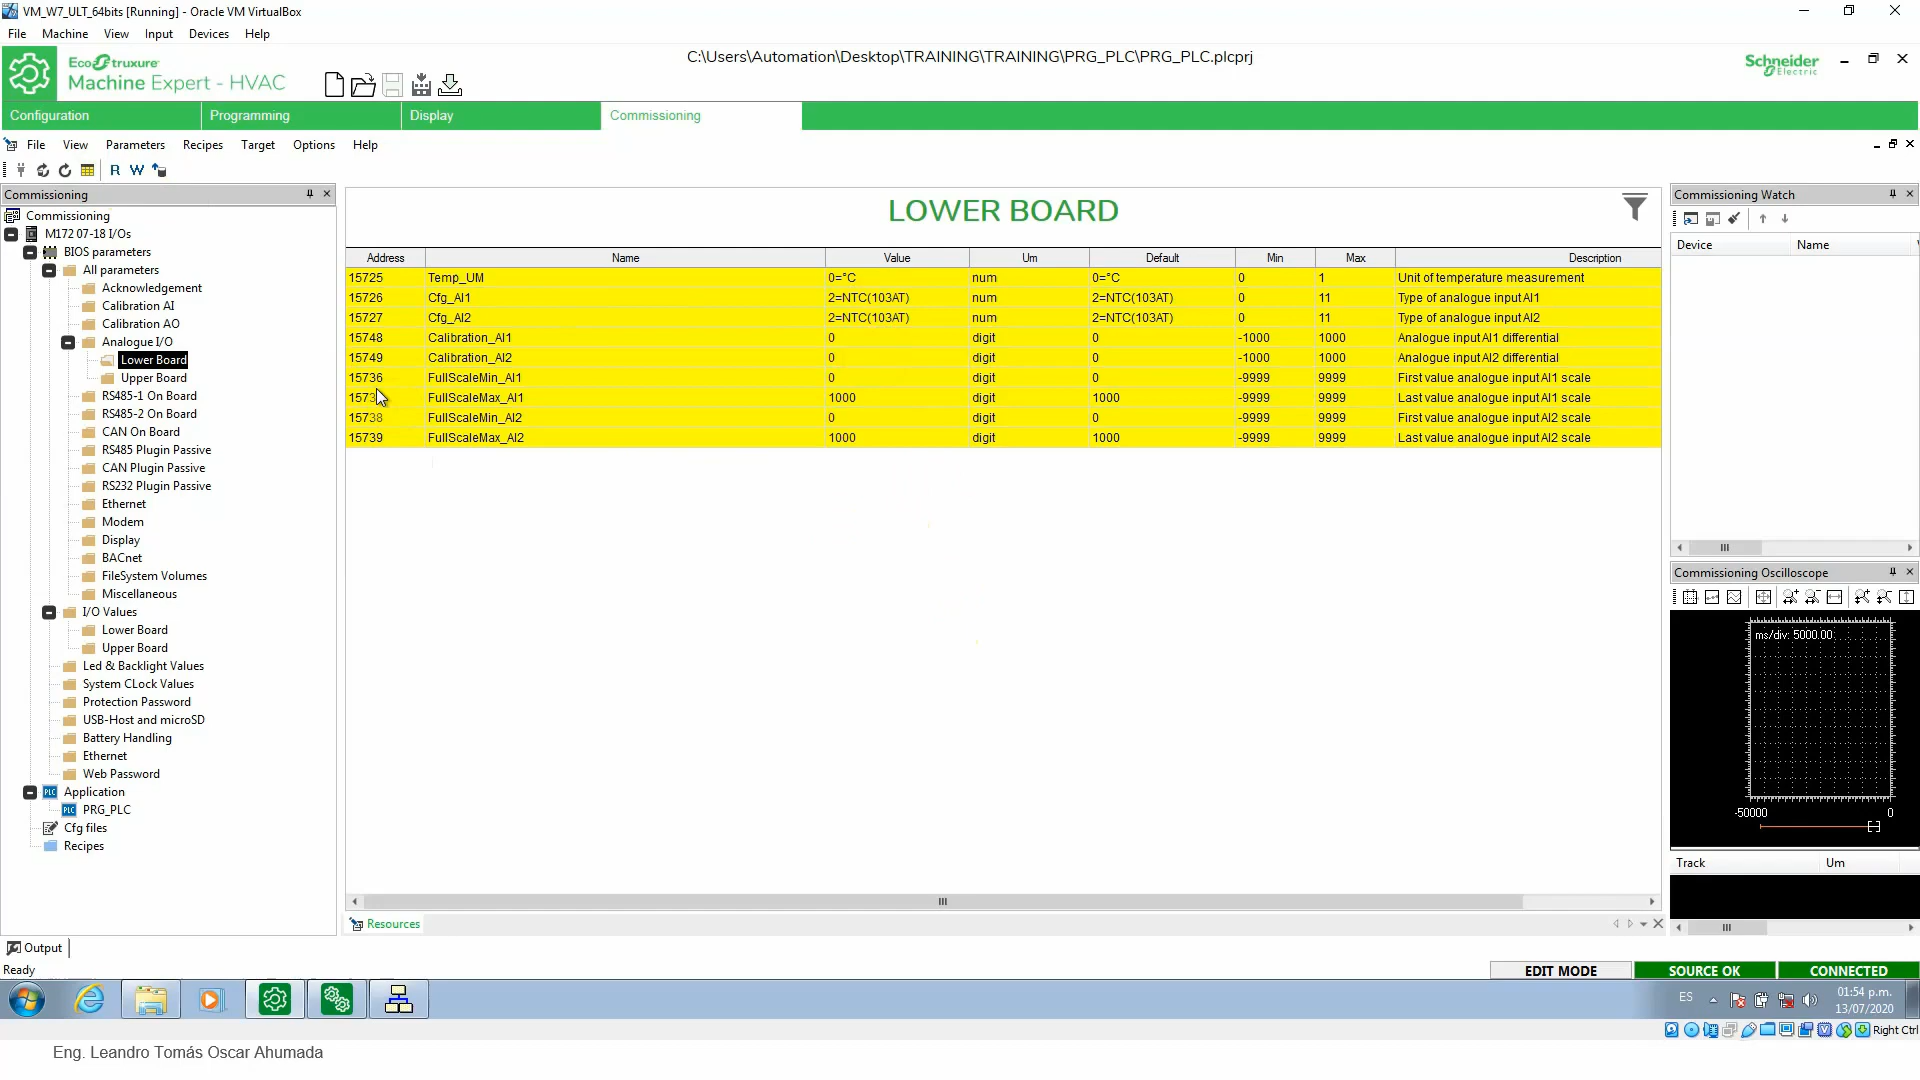 VM_W7_ULT_64bits [Running] - Oracle VM VirtualBox
File Machine View Input Devices Help
EcoStruxure
Machine Expert - HVAC
C:\Users\Automation\Desktop\TRAINING\TRAINING\PRG_PLC\PRG_PLC.plcprj
Schneider
Electric
Configuration Programming Display Commissioning
File View Parameters Recipes Target Options Help
R W
Commissioning
Commissioning
M172 07-18 I/Os
BIOS parameters
All parameters
Acknowledgement
Calibration AI
Calibration AO
Analogue I/O
Lower Board
Upper Board
RS485-1 On Board
RS485-2 On Board
CAN On Board
RS485 Plugin Passive
CAN Plugin Passive
RS232 Plugin Passive
Ethernet
Modem
Display
BACnet
FileSystem Volumes
Miscellaneous
I/O Values
Lower Board
Upper Board
Led & Backlight Values
System CLock Values
Protection Password
USB-Host and microSD
Battery Handling
Ethernet
Web Password
PLC Application
PLC PRG_PLC
Cfg files
Recipes
LOWER BOARD
Address Name Value Um Default Min Max Description
15725 Temp_UM 0=°C num 0=°C 0 1 Unit of temperature measurement
15726 Cfg_AI1 2=NTC(103AT) num 2=NTC(103AT) 0 11 Type of analogue input AI1
15727 Cfg_AI2 2=NTC(103AT) num 2=NTC(103AT) 0 11 Type of analogue input AI2
15748 Calibration_AI1 0 digit 0 -1000 1000 Analogue input AI1 differential
15749 Calibration_AI2 0 digit 0 -1000 1000 Analogue input AI2 differential
15736 FullScaleMin_AI1 0 digit 0 -9999 9999 First value analogue input AI1 scale
FullScaleMax_AI1 1000 digit 1000 -9999 9999 Last value analogue input AI1 scale
15738 FullScaleMin_AI2 0 digit 0 -9999 9999 First value analogue input AI2 scale
15739 FullScaleMax_AI2 1000 digit 1000 -9999 9999 Last value analogue input AI2 scale
Resources
Commissioning Watch
Device Name
Commissioning Oscilloscope
ms/div: 5000.00
-50000 0
Track Um
Output
Ready
EDIT MODE SOURCE OK CONNECTED
ES
01:54 p.m.
13/07/2020
Right Ctrl
Eng. Leandro Tomás Oscar Ahumada